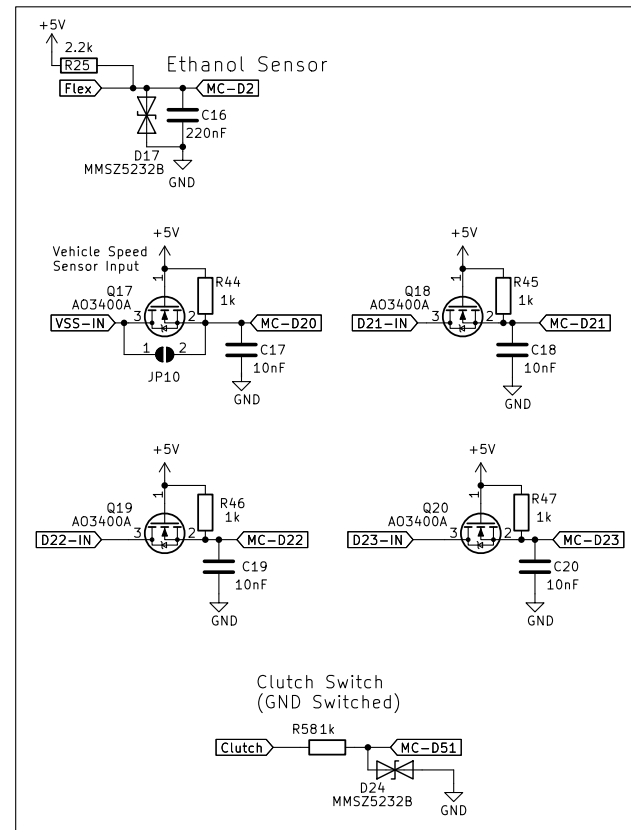 +5V
2.2k
R25
Ethanol Sensor
Flex
MC-D2
C16
220nF
D17
MMSZ5232B
GND
Vehicle Speed
Sensor Input
+5V
1
Q17
AO3400A
R44
1k
VSS-IN
3
2
MC-D20
1 2
JP10
C17
10nF
GND
+5V
1
Q18
AO3400A
R45
1k
D21-IN
3
2
MC-D21
C18
10nF
GND
+5V
1
Q19
AO3400A
R46
1k
D22-IN
3
2
MC-D22
C19
10nF
GND
+5V
1
Q20
AO3400A
R47
1k
D23-IN
3
2
MC-D23
C20
10nF
GND
Clutch Switch
(GND Switched)
R58 1k
Clutch
MC-D51
D24
MMSZ5232B
GND